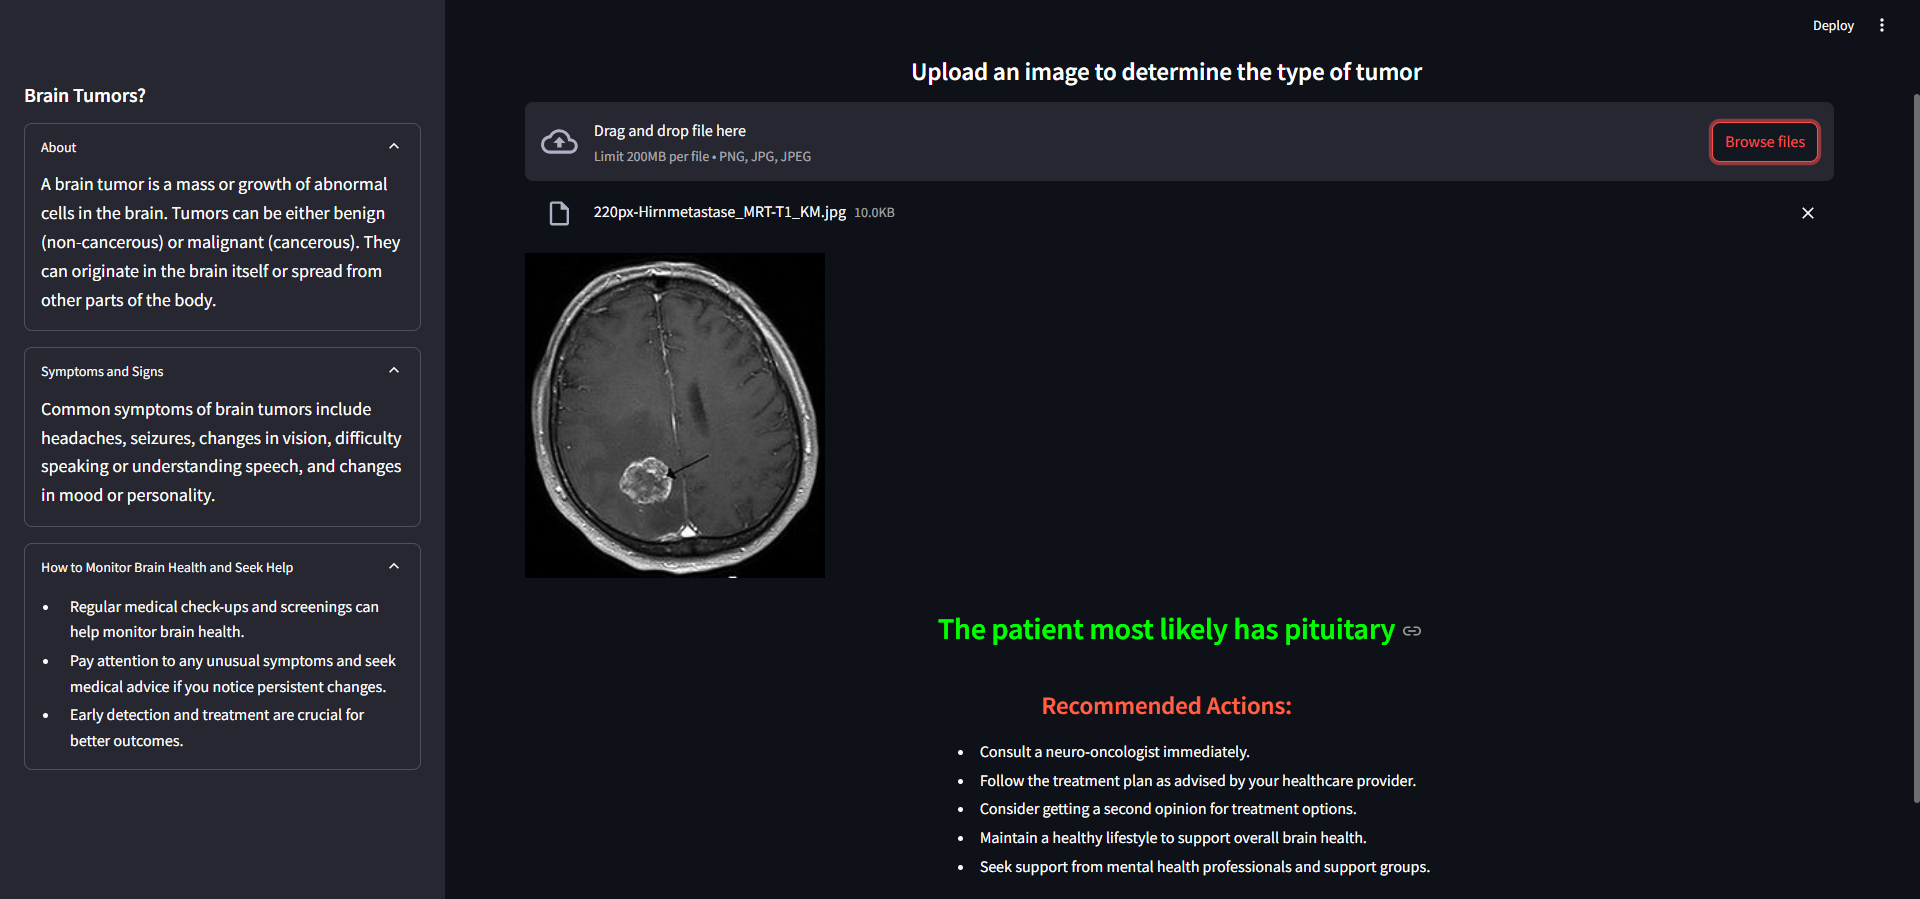 Deploy
Brain Tumors?
About
A brain tumor is a mass or growth of abnormal
cells in the brain. Tumors can be either benign
(non-cancerous) or malignant (cancerous). They
can originate in the brain itself or spread from
other parts of the body.
Symptoms and Signs
Common symptoms of brain tumors include
headaches, seizures, changes in vision, difficulty
speaking or understanding speech, and changes
in mood or personality.
How to Monitor Brain Health and Seek Help
• Regular medical check-ups and screenings can
help monitor brain health.
• Pay attention to any unusual symptoms and seek
medical advice if you notice persistent changes.
• Early detection and treatment are crucial for
better outcomes.
Upload an image to determine the type of tumor
Drag and drop file here
Limit 200MB per file • PNG, JPG, JPEG
Browse files
220px-Hirnmetastase_MRT-T1_KM.jpg 10.0KB
The patient most likely has pituitary
Recommended Actions:
• Consult a neuro-oncologist immediately.
• Follow the treatment plan as advised by your healthcare provider.
• Consider getting a second opinion for treatment options.
• Maintain a healthy lifestyle to support overall brain health.
• Seek support from mental health professionals and support groups.